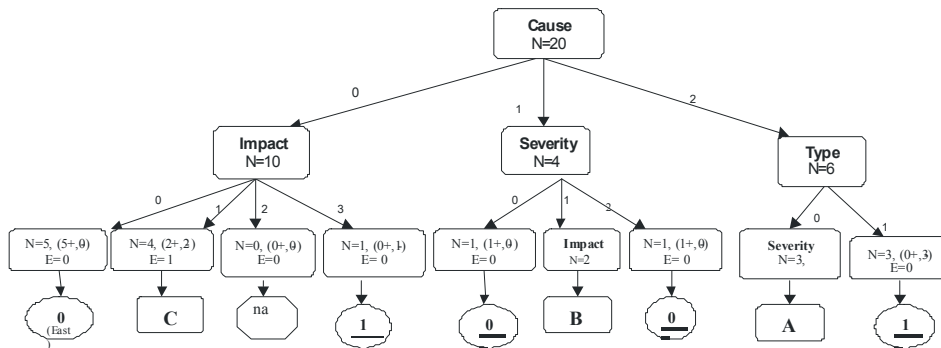 Cause
N=20
0
1
2
Impact
N=10
Severity
N=4
Type
N=6
0
1
2
3
0
1
2
0
1
N=5, (5+,0)
E= 0
N=4, (2+,2)
E= 1
N=0, (0+,0)
E=0
N=1, (0+,1)
E= 0
N=1, (1+,0)
E= 0
Impact
N=2
N=1, (1+,0)
E= 0
Severity
N=3,
N=3, (0+,3)
E=0
0
(East
)
C
na
1
0
B
0
A
1